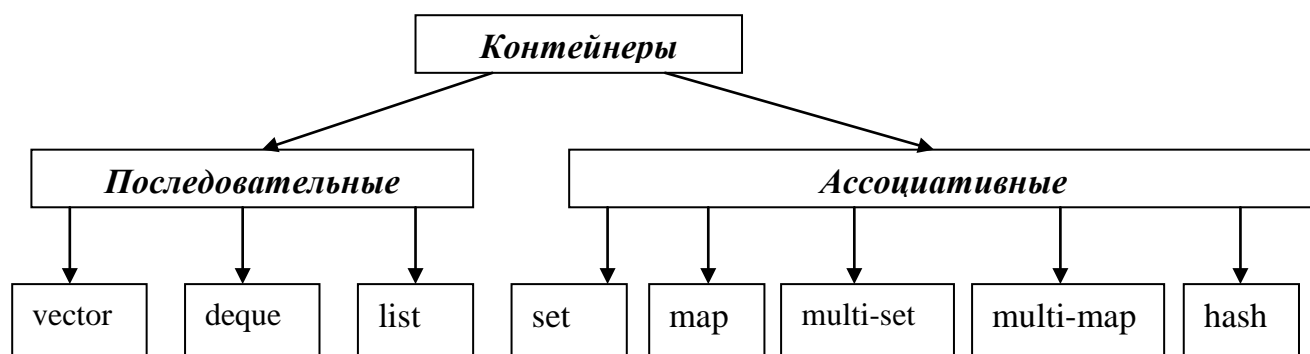 Контейнеры
Последовательные
Ассоциативные
vector
deque
list
set
map
multi-set
multi-map
hash